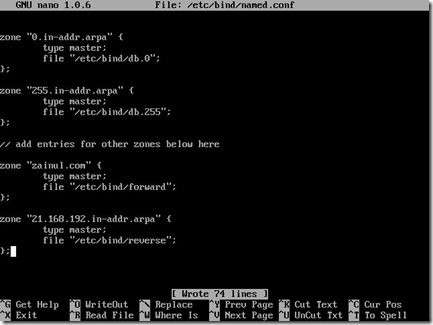 GNU nano 1.0.6 File: /etc/bind/named.conf
zone "0.in-addr.arpa" {
type master;
file "/etc/bind/db.0";
};
zone "255.in-addr.arpa" {
type master;
file "/etc/bind/db.255";
};
// add entries for other zones below here
zone "zainul.com" {
type master;
file "/etc/bind/forward";
};
zone "21.168.192.in-addr.arpa" {
type master;
file "/etc/bind/reverse";
};
[ Wrote 74 lines ]
^G Get Help ^O WriteOut ^\ Replace ^Y Prev Page ^K Cut Text ^C Cur Pos
^X Exit ^R Read File ^W Where Is ^V Next Page ^U UnCut Txt ^T To Spell